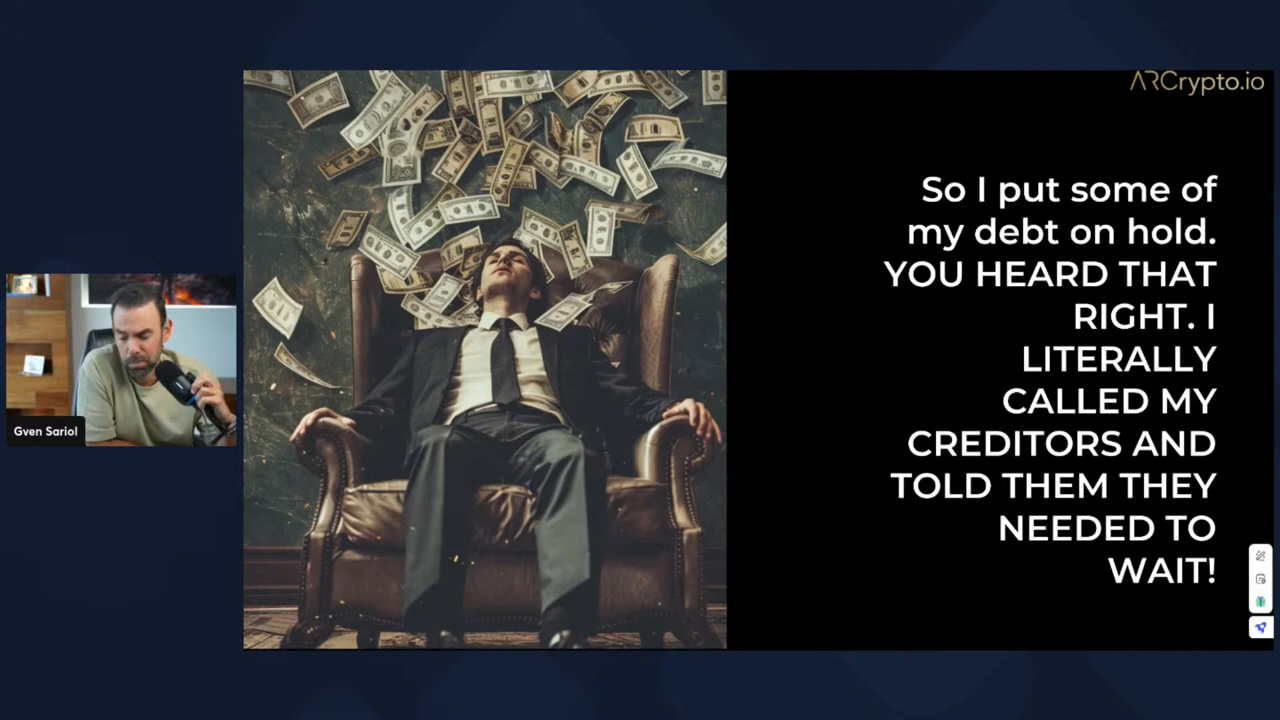 ARCrypto.io
So I put some of
my debt on hold.
YOU HEARD THAT
RIGHT. I
LITERALLY
CALLED MY
CREDITORS AND
TOLD THEM THEY
NEEDED TO
WAIT!
Gven Sariol